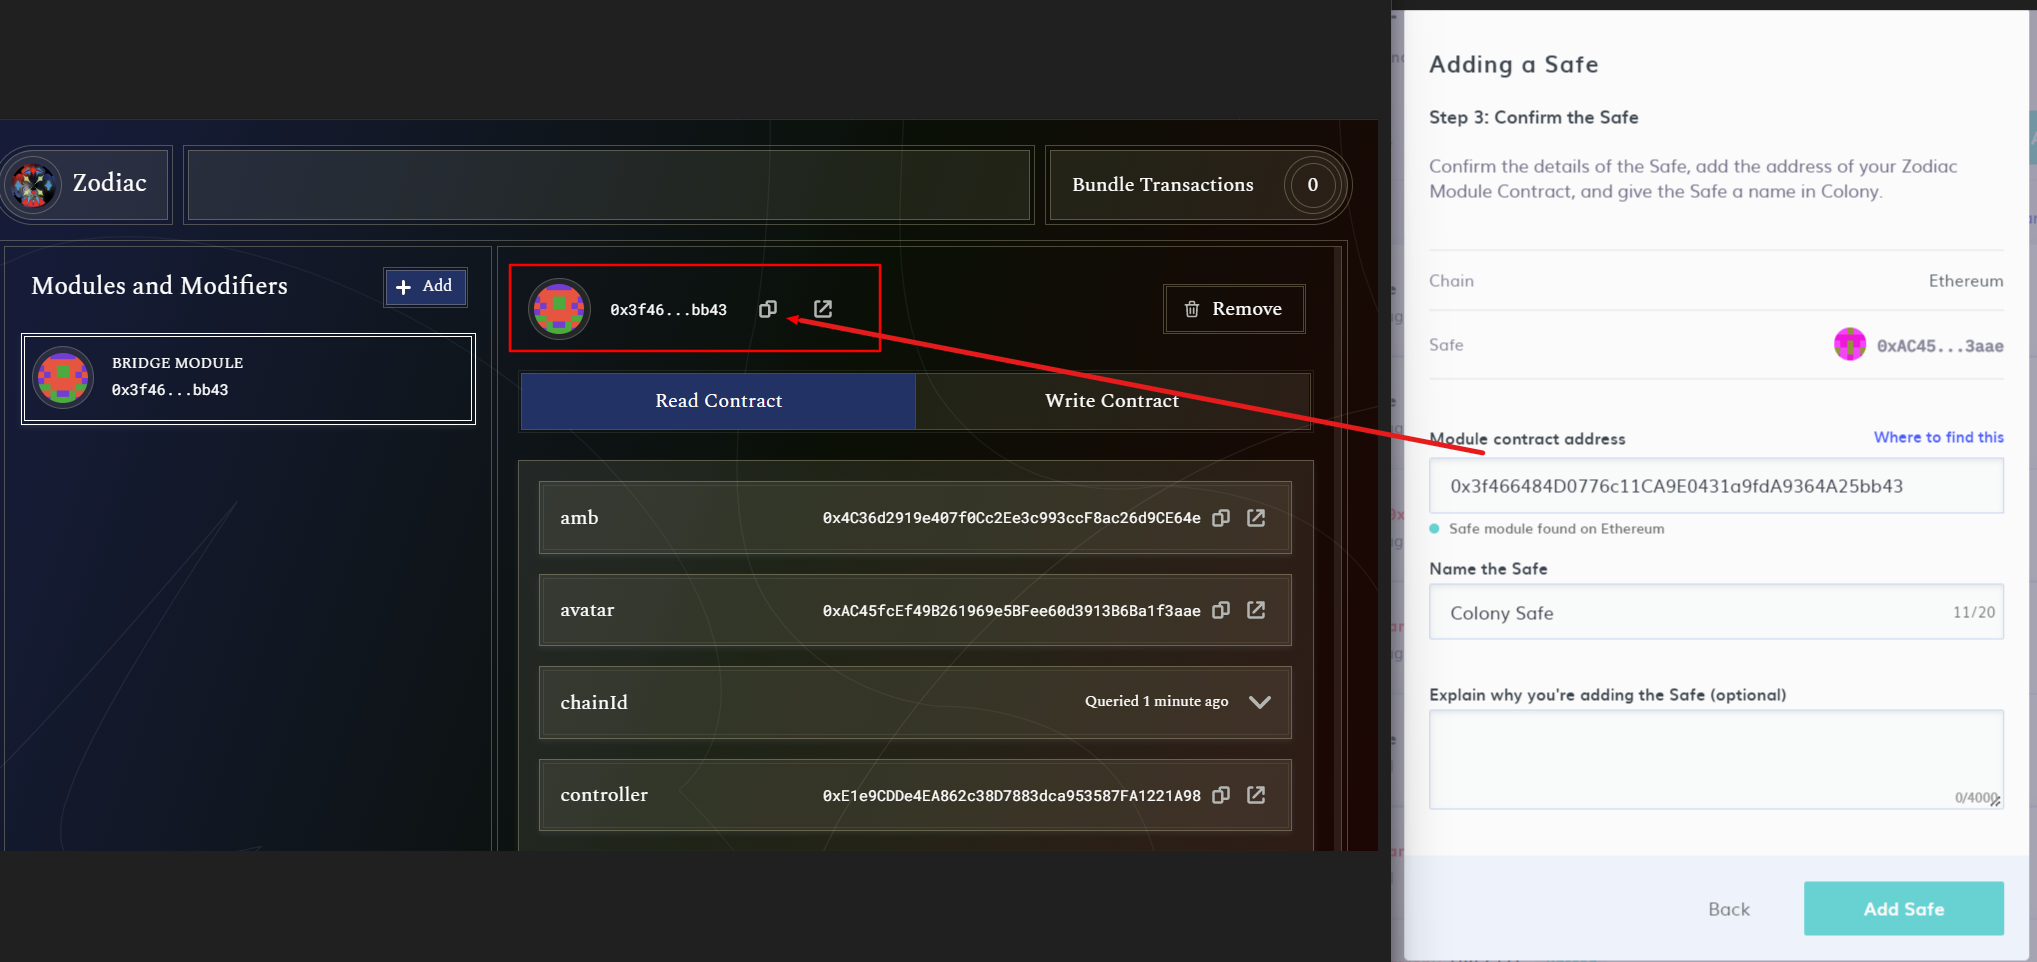 Zodiac
Bundle Transactions
0
Modules and Modifiers
Add
BRIDGE MODULE
0x3f46...bb43
0x3f46...bb43
Remove
Read Contract
Write Contract
amb
0x4C36d2919e407f0Cc2Ee3c993ccF8ac26d9CE64e
avatar
0xAC45fcEf49B261969e5BFee60d3913B6Ba1f3aae
chainId
Queried 1 minute ago
controller
0xE1e9CDDe4EA862c38D7883dca953587FA1221A98
Adding a Safe
Step 3: Confirm the Safe
Confirm the details of the Safe, add the address of your Zodiac
Module Contract, and give the Safe a name in Colony.
Chain
Ethereum
Safe
0xAC45...3aae
Module contract address
Where to find this
0x3f466484D0776c11CA9E0431a9fdA9364A25bb43
Safe module found on Ethereum
Name the Safe
Colony Safe
11/20
Explain why you're adding the Safe (optional)
0/4000
Back
Add Safe